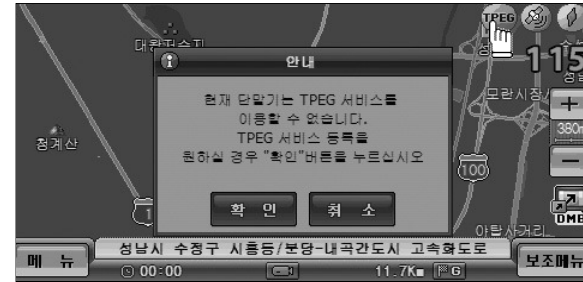 TPEG
대왕저수지
115
안내
현재 단말기는 TPEG 서비스를
이용할 수 없습니다.
TPEG 서비스 등록을
원하실 경우 "확인"버튼을 누르십시오
확 인
취 소
모란시장
청계산
+
380m
100
DMB
야탑사거리
메 뉴
성남시 수정구 시흥동/분당-내곡간도시 고속화도로
보조메뉴
00:00
11.7K■
G